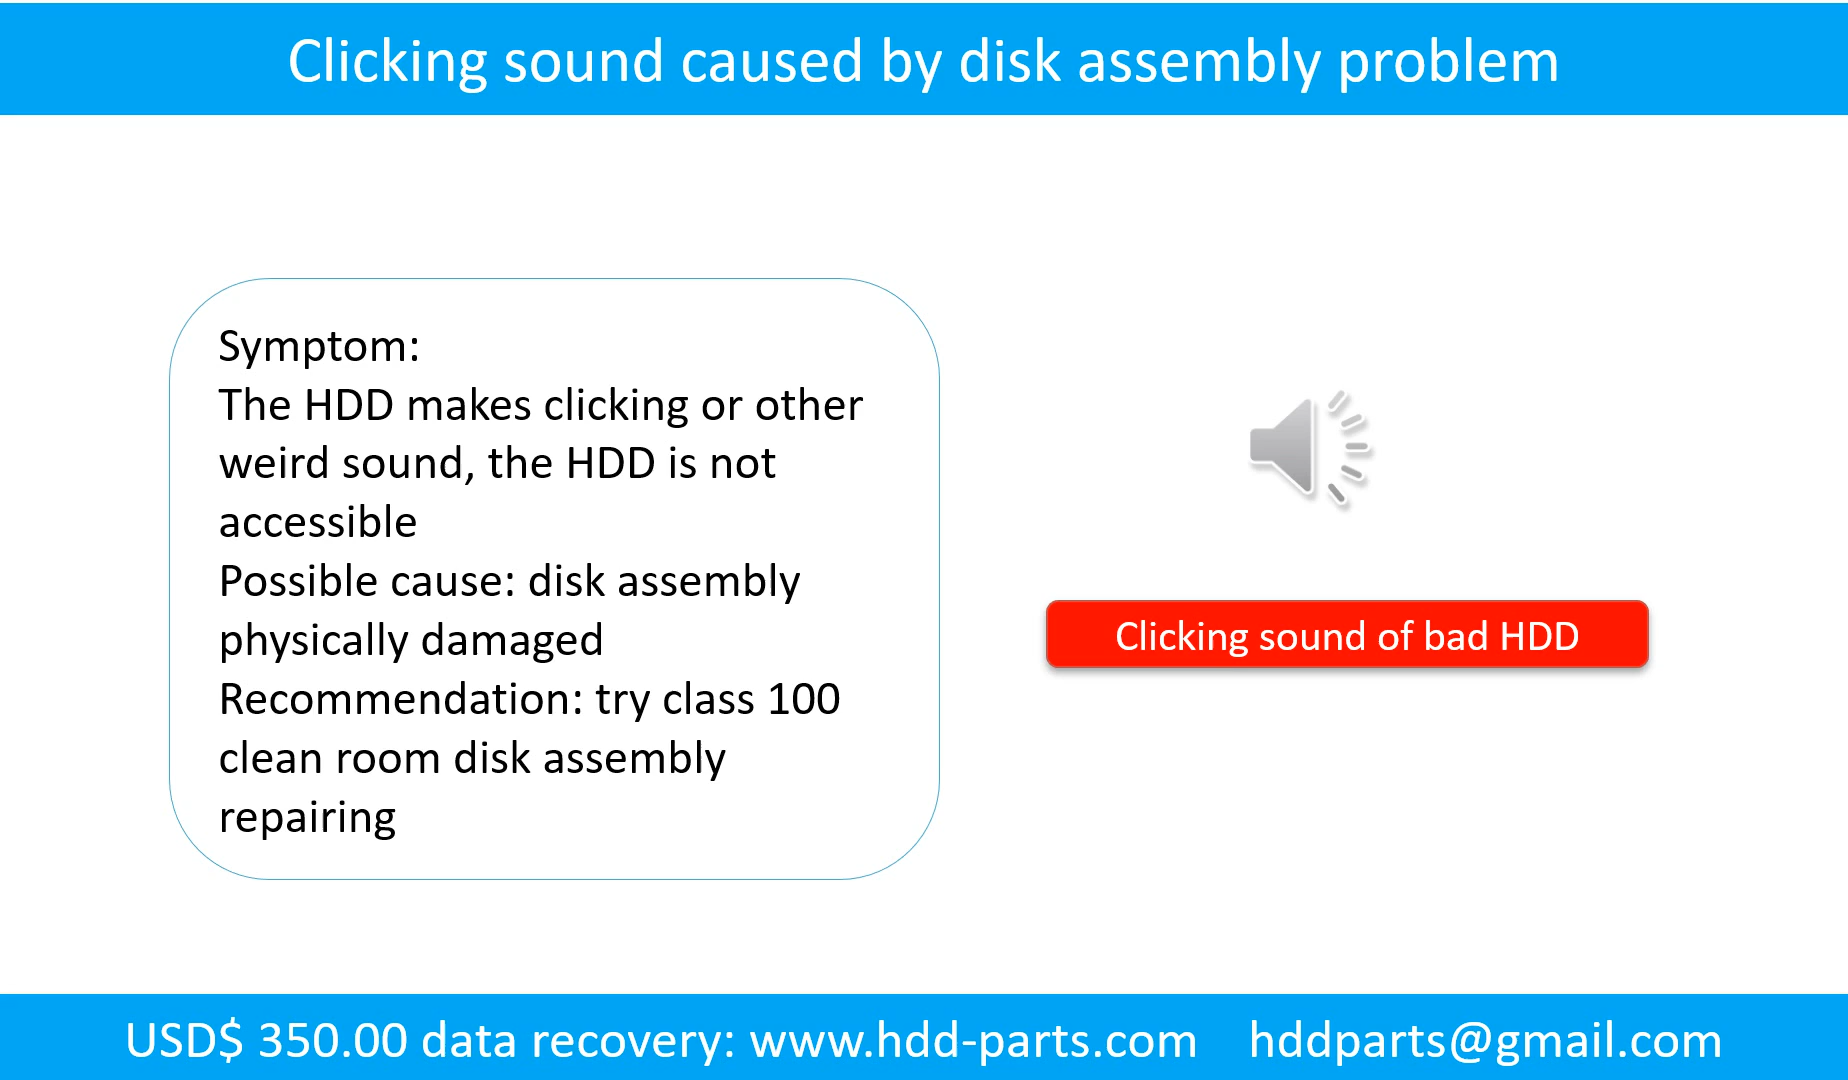 Clicking sound caused by disk assembly problem
Symptom:
The HDD makes clicking or other
weird sound, the HDD is not
accessible
Possible cause: disk assembly
physically damaged
Recommendation: try class 100
clean room disk assembly
repairing
Clicking sound of bad HDD
USD$ 350.00 data recovery: www.hdd-parts.com hddparts@gmail.com